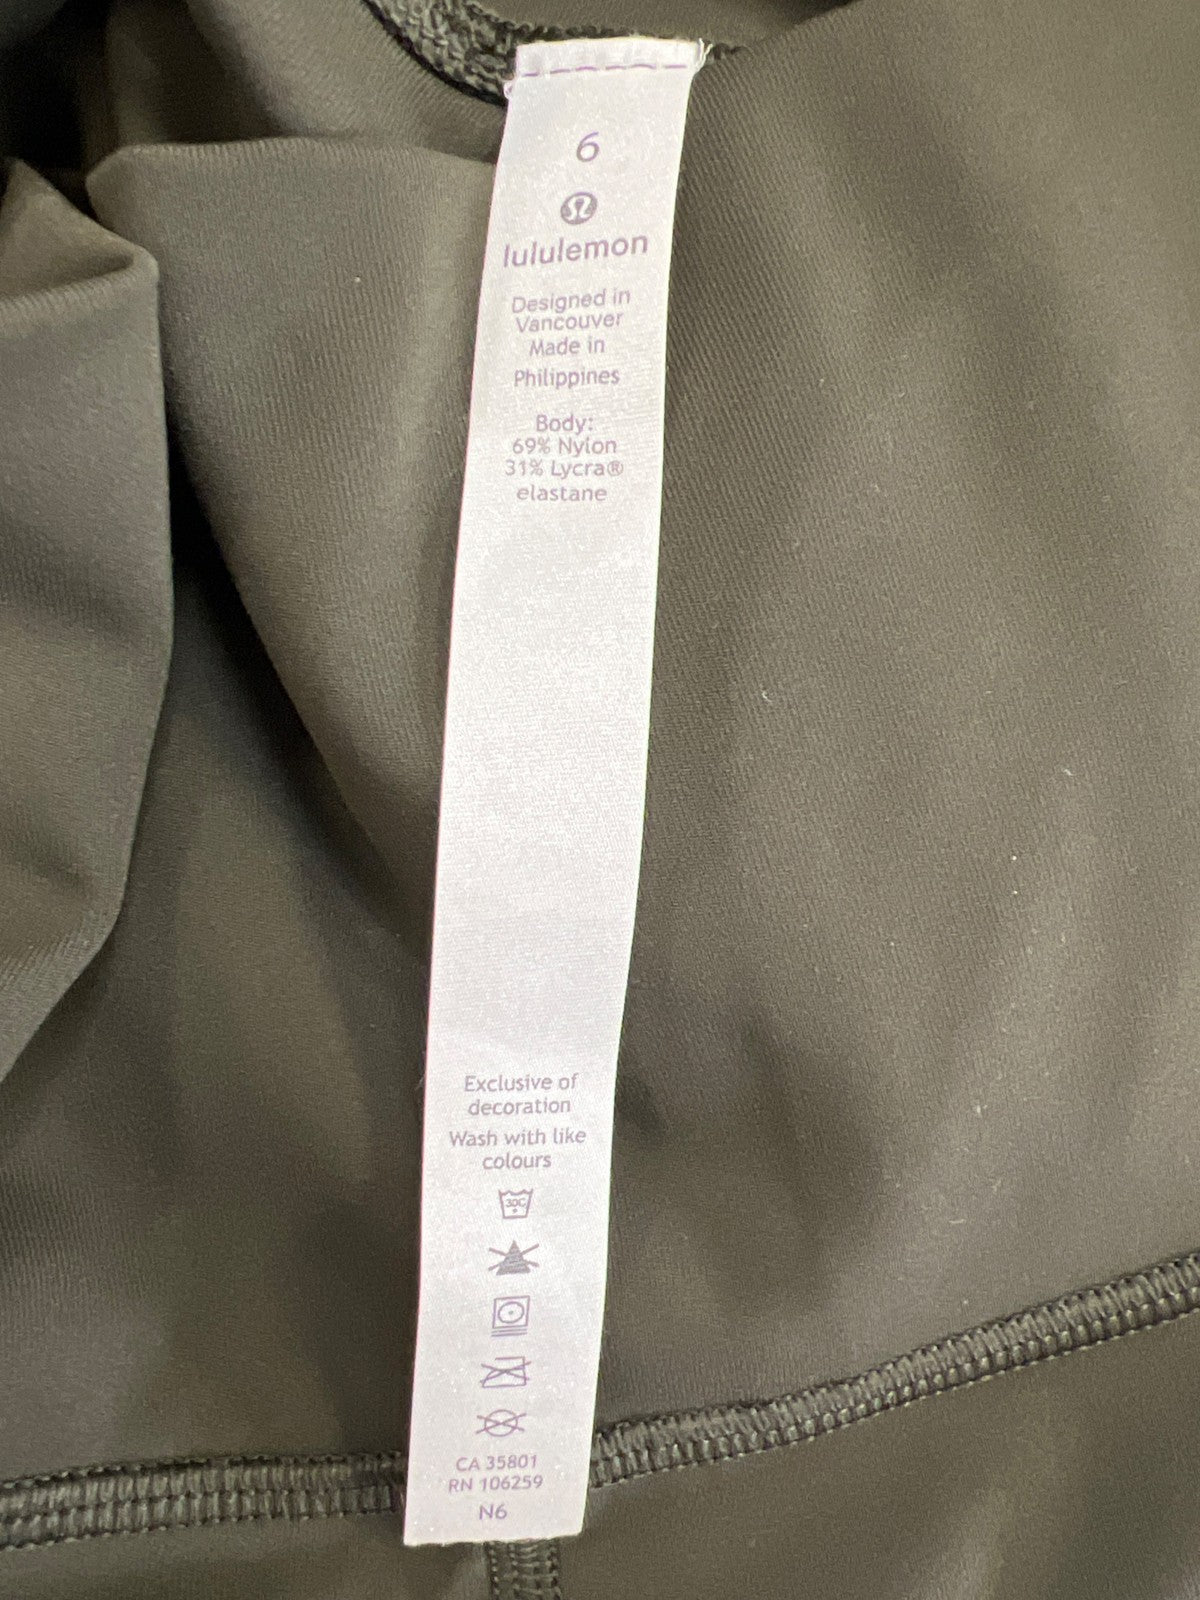 6
lululemon
Designed in
Vancouver
Made in
Philippines
Body:
69% Nylon
31% Lycra®
elastane
Exclusive of
decoration
Wash with like
colours
30C
CA 35801
RN 106259
N6